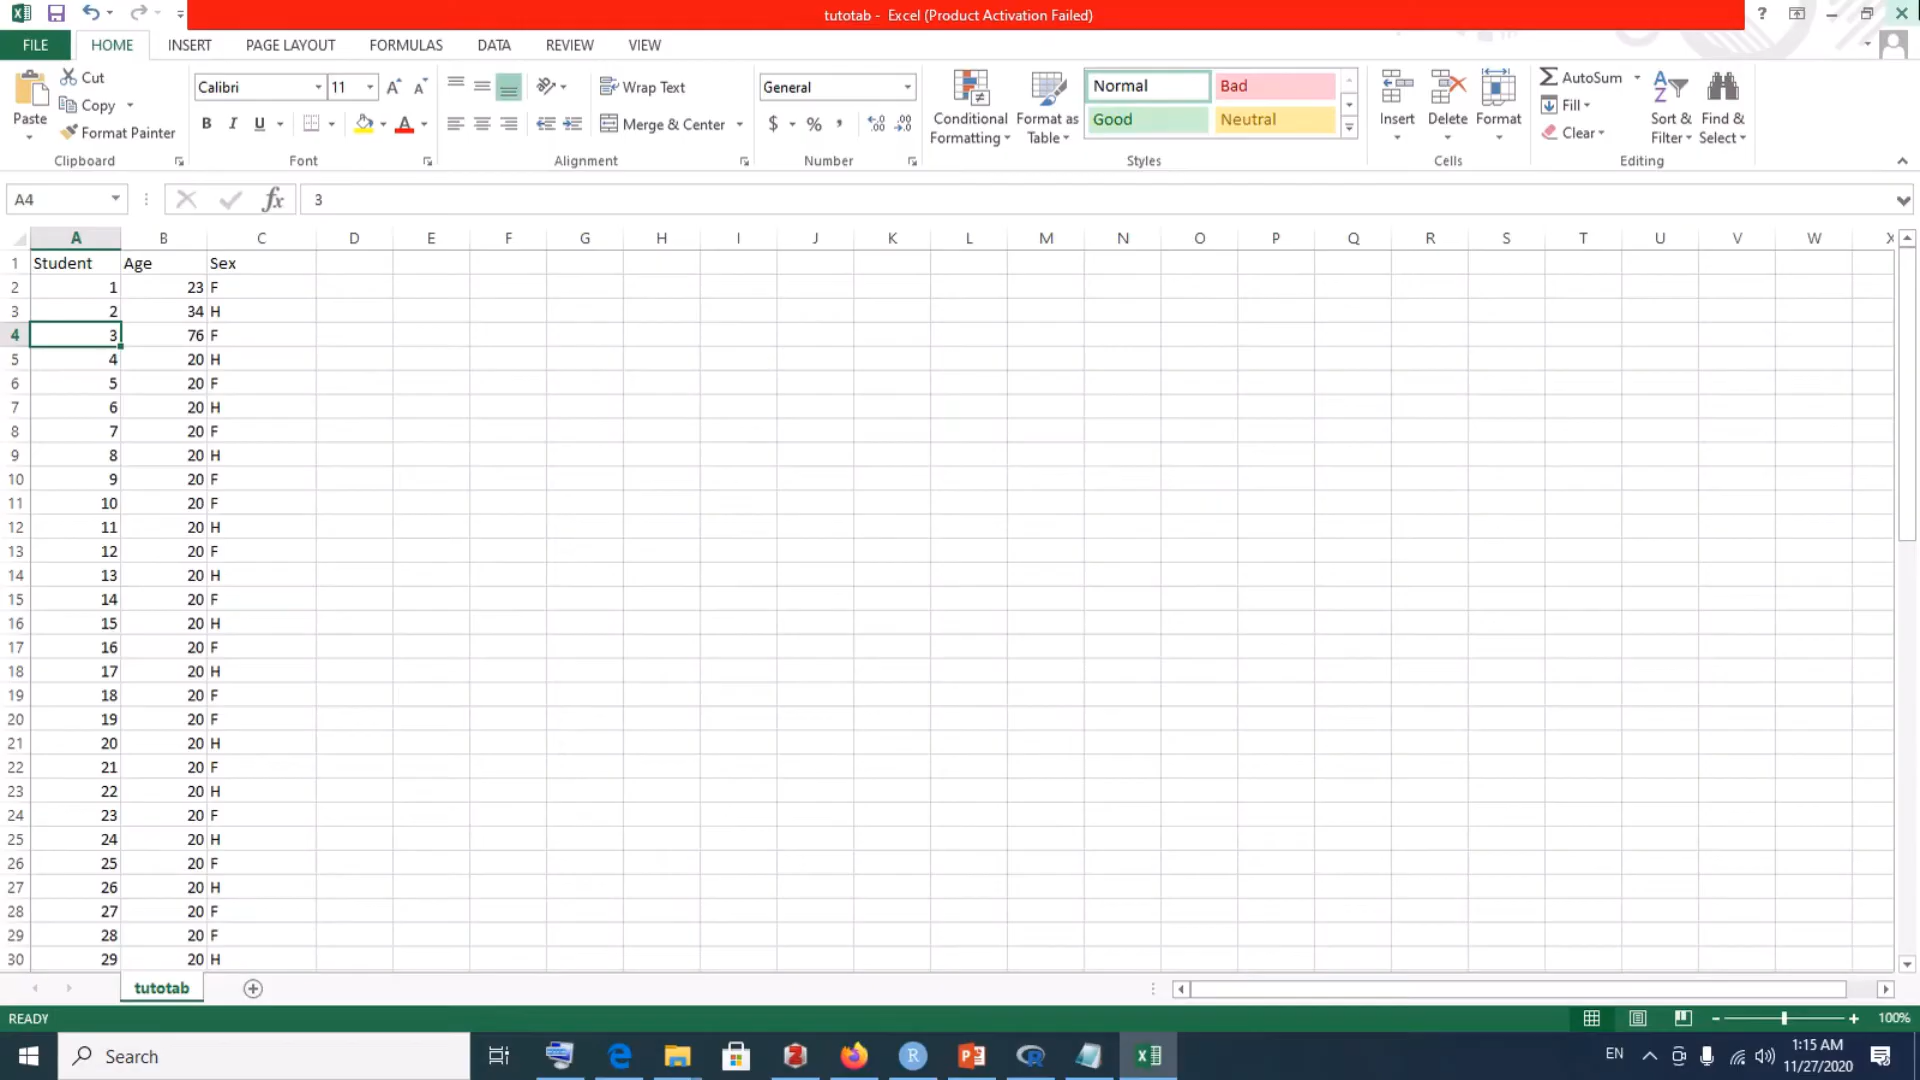 tutotab - Excel (Product Activation Failed)
?
FILE HOME INSERT PAGE LAYOUT FORMULAS DATA REVIEW VIEW
Paste
Cut
Copy
Format Painter
Clipboard
Calibri 11
B I U
Font
Wrap Text
Merge & Center
Alignment
General
$ % ,
Number
Conditional Formatting
Format as Table
Normal Bad
Good Neutral
Styles
Insert Delete Format
Cells
AutoSum
Fill
Clear
Sort & Filter
Find & Select
Editing
A4 fx 3
A B C D E F G H I J K L M N O P Q R S T U V W X
1 Student Age Sex
2 1 23 F
3 2 34 H
4 3 76 F
5 4 20 H
6 5 20 F
7 6 20 H
8 7 20 F
9 8 20 H
10 9 20 F
11 10 20 F
12 11 20 H
13 12 20 F
14 13 20 H
15 14 20 F
16 15 20 H
17 16 20 F
18 17 20 H
19 18 20 F
20 19 20 F
21 20 20 H
22 21 20 F
23 22 20 H
24 23 20 F
25 24 20 H
26 25 20 F
27 26 20 H
28 27 20 F
29 28 20 F
30 29 20 H
tutotab
READY 100%
Search
EN
1:15 AM
11/27/2020